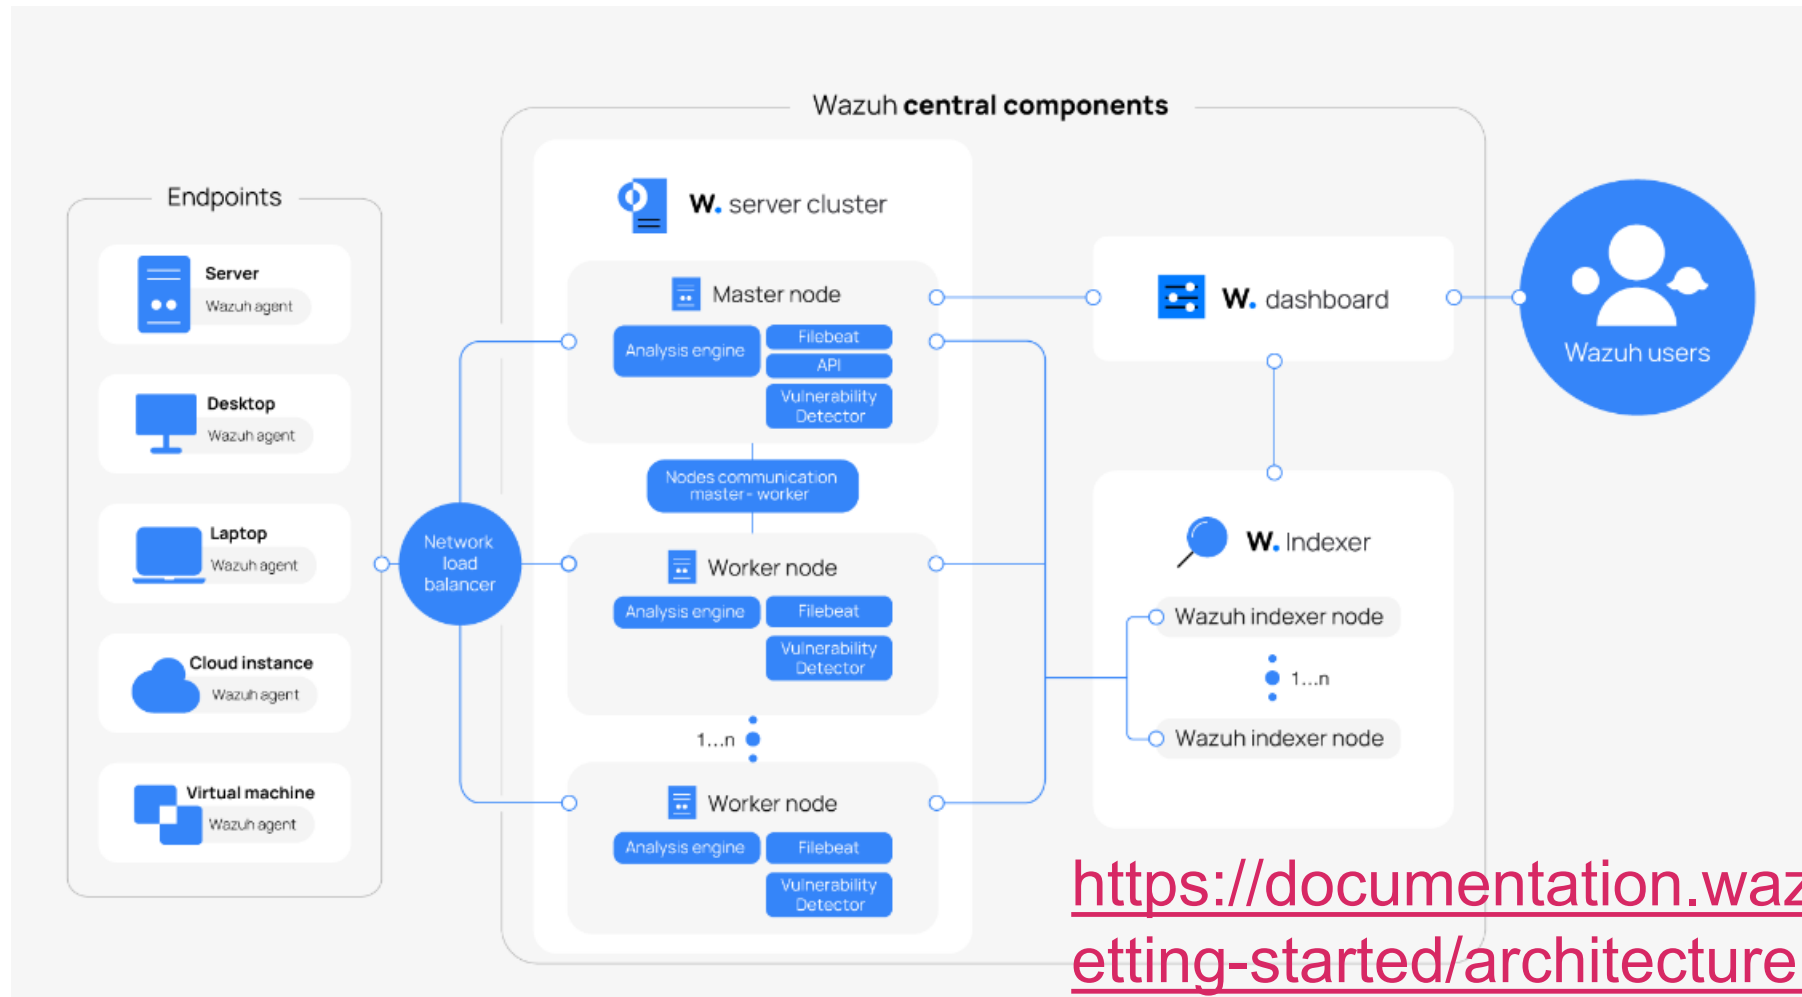 Wazuh central components
Endpoints
Server
Wazuh agent
Desktop
Wazuh agent
Laptop
Wazuh agent
Cloud instance
Wazuh agent
Virtual machine
Wazuh agent
Network
load
balancer
W. server cluster
Master node
Analysis engine
Filebeat
API
Vulnerability
Detector
Nodes communication
master- worker
Worker node
Analysis engine
Filebeat
Vulnerability
Detector
1...n
Worker node
Analysis engine
Filebeat
Vulnerability
Detector
W. dashboard
W. Indexer
Wazuh indexer node
1...n
Wazuh indexer node
Wazuh users
https://documentation.waz
etting-started/architecture